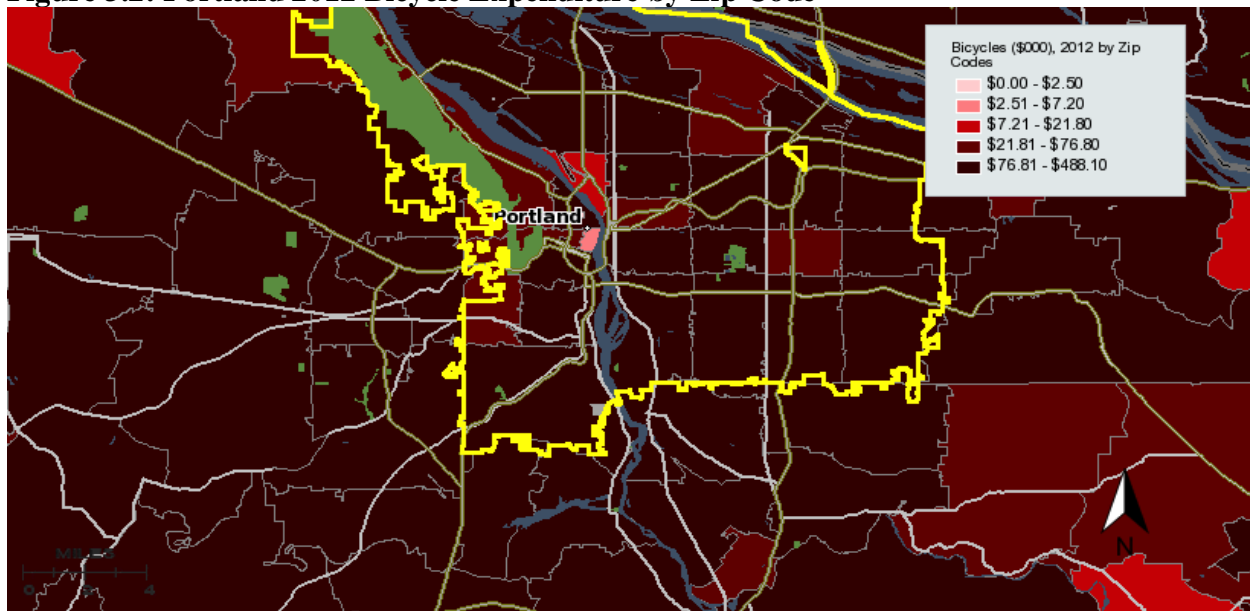 Bicycles ($000), 2012 by Zip
Codes
$0.00 - $2.50
$2.51 - $7.20
$7.21 - $21.80
$21.81 - $76.80
$76.81 - $488.10
Portland
MILES
0 4
N